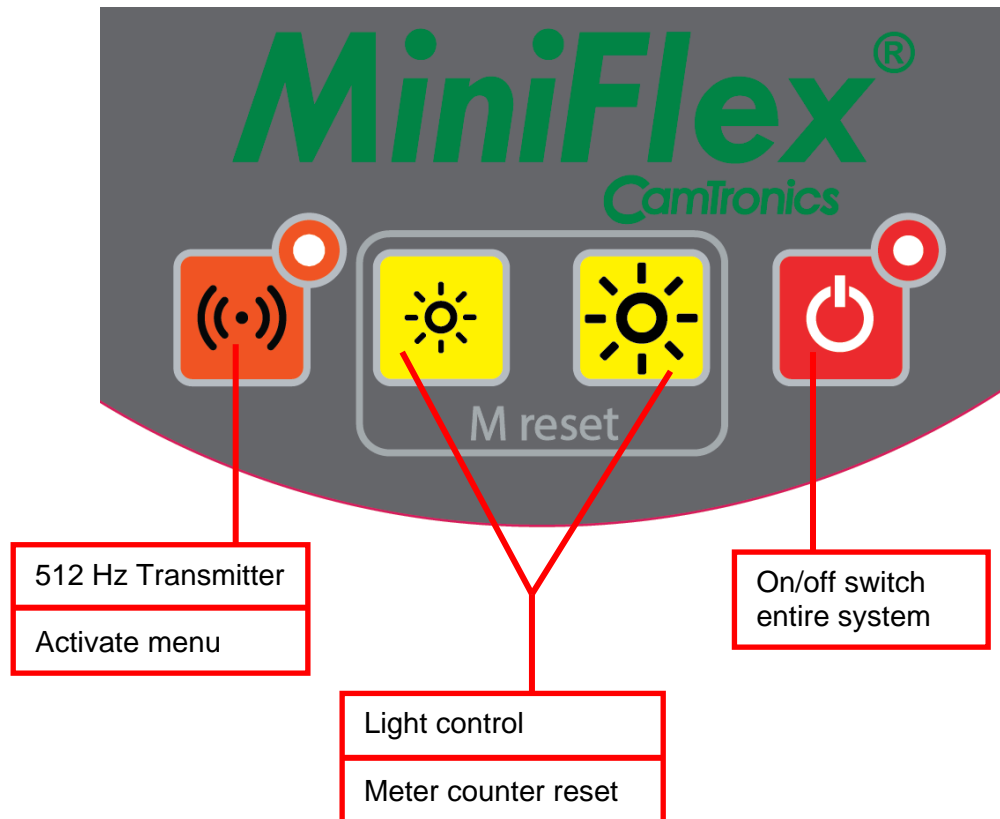 MiniFlex®
CamTronics
M reset
512 Hz Transmitter
Activate menu
Light control
Meter counter reset
On/off switch
entire system